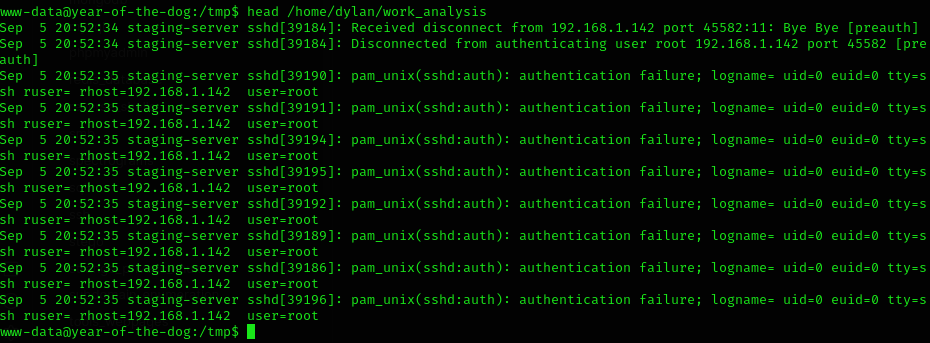 www-data@year-of-the-dog:/tmp$ head /home/dylan/work_analysis
Sep  5 20:52:34 staging-server sshd[39184]: Received disconnect from 192.168.1.142 port 45582:11: Bye Bye [preauth]
Sep  5 20:52:34 staging-server sshd[39184]: Disconnected from authenticating user root 192.168.1.142 port 45582 [pre
auth]
Sep  5 20:52:35 staging-server sshd[39190]: pam_unix(sshd:auth): authentication failure; logname= uid=0 euid=0 tty=s
sh ruser= rhost=192.168.1.142  user=root
Sep  5 20:52:35 staging-server sshd[39191]: pam_unix(sshd:auth): authentication failure; logname= uid=0 euid=0 tty=s
sh ruser= rhost=192.168.1.142  user=root
Sep  5 20:52:35 staging-server sshd[39194]: pam_unix(sshd:auth): authentication failure; logname= uid=0 euid=0 tty=s
sh ruser= rhost=192.168.1.142  user=root
Sep  5 20:52:35 staging-server sshd[39195]: pam_unix(sshd:auth): authentication failure; logname= uid=0 euid=0 tty=s
sh ruser= rhost=192.168.1.142  user=root
Sep  5 20:52:35 staging-server sshd[39192]: pam_unix(sshd:auth): authentication failure; logname= uid=0 euid=0 tty=s
sh ruser= rhost=192.168.1.142  user=root
Sep  5 20:52:35 staging-server sshd[39189]: pam_unix(sshd:auth): authentication failure; logname= uid=0 euid=0 tty=s
sh ruser= rhost=192.168.1.142  user=root
Sep  5 20:52:35 staging-server sshd[39186]: pam_unix(sshd:auth): authentication failure; logname= uid=0 euid=0 tty=s
sh ruser= rhost=192.168.1.142  user=root
Sep  5 20:52:35 staging-server sshd[39196]: pam_unix(sshd:auth): authentication failure; logname= uid=0 euid=0 tty=s
sh ruser= rhost=192.168.1.142  user=root
www-data@year-of-the-dog:/tmp$